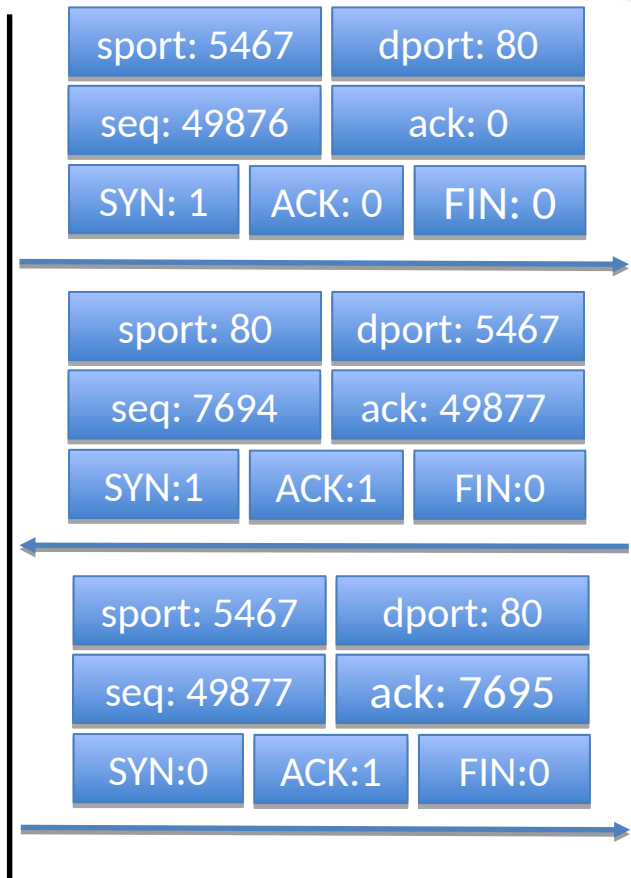 sport: 5467 dport: 80
seq: 49876 ack: 0
SYN: 1 ACK: 0 FIN: 0
sport: 80 dport: 5467
seq: 7694 ack: 49877
SYN:1 ACK:1 FIN:0
sport: 5467 dport: 80
seq: 49877 ack: 7695
SYN:0 ACK:1 FIN:0